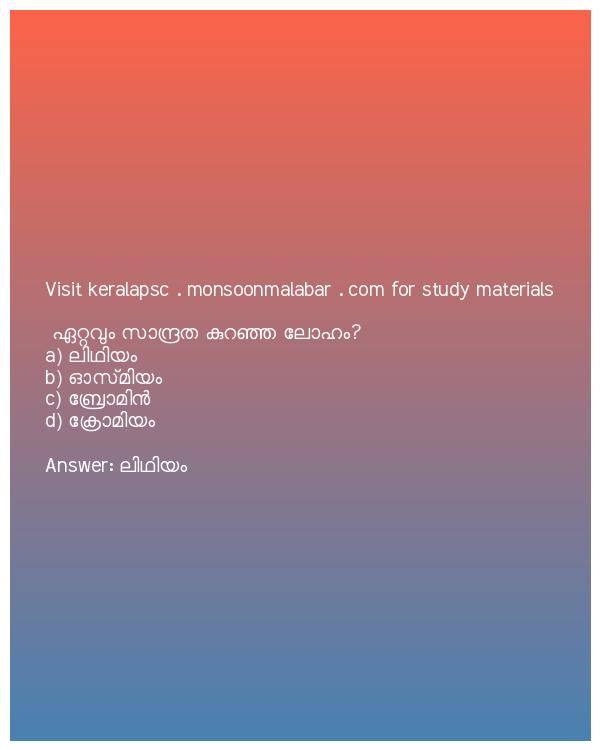 Visit keralapsc . monsoonmalabar . com for study materials
ഏറ്റവും സാന്ദ്രത കുറഞ്ഞ ലോഹം?
a) ലിഥിയം
b) ഓസ്മിയം
c) ബ്രോമിൻ
d) ക്രോമിയം
Answer: ലിഥിയം